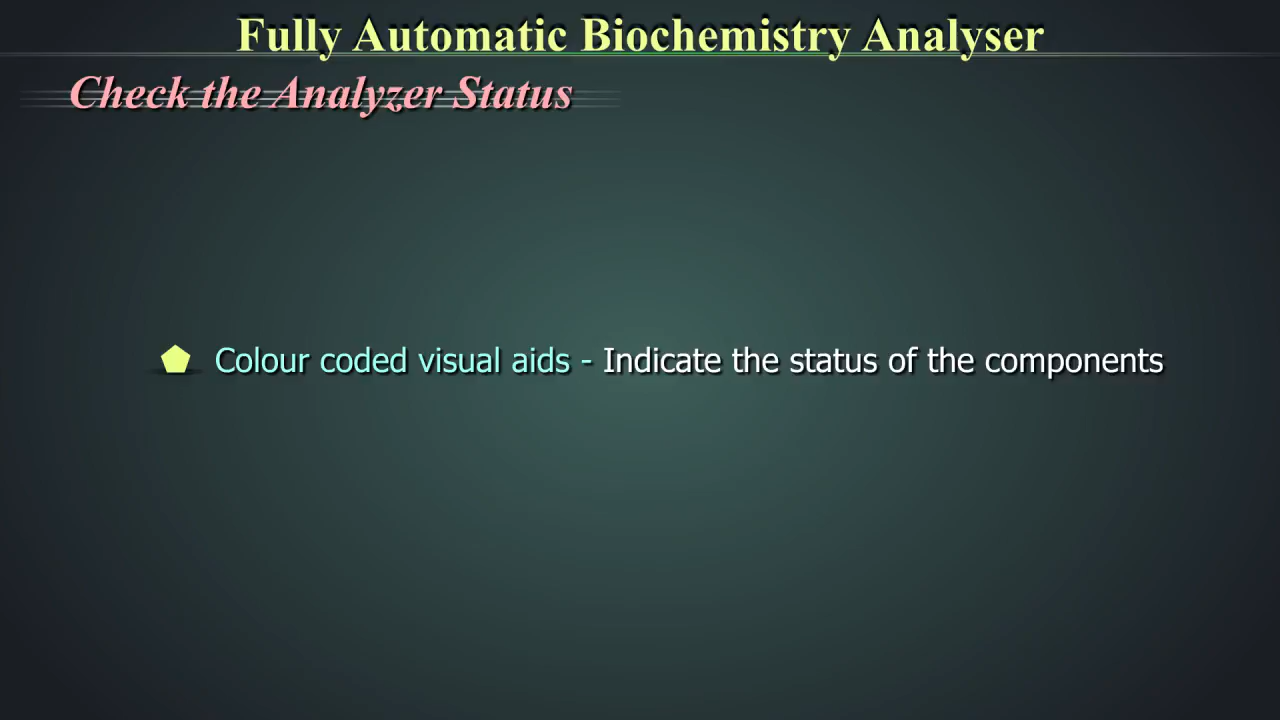 Fully Automatic Biochemistry Analyser
Check the Analyzer Status
Colour coded visual aids - Indicate the status of the components